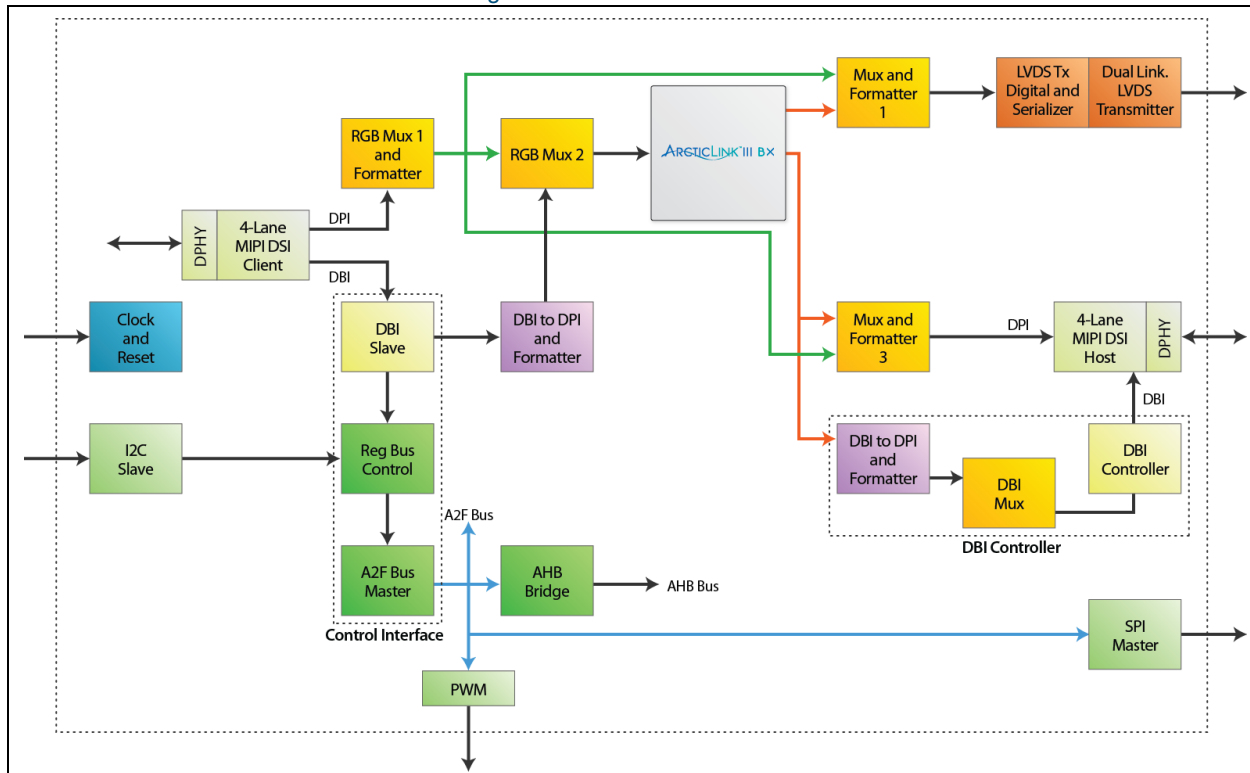 Mux and
Formatter
1
LVDS Tx
Digital and
Serializer
Dual Link.
LVDS
Transmitter
RGB Mux 1
and
Formatter
RGB Mux 2
ARCTICLINK™III BX
DPHY
4-Lane
MIPI DSI
Client
DPI
DBI
Clock
and
Reset
DBI
Slave
DBI to DPI
and
Formatter
Mux and
Formatter
3
DPI
4-Lane
MIPI DSI
Host
DPHY
DBI
I2C
Slave
Reg Bus
Control
DBI to DPI
and
Formatter
DBI
Mux
DBI
Controller
DBI Controller
A2F Bus
A2F Bus
Master
AHB
Bridge
AHB Bus
Control Interface
SPI
Master
PWM